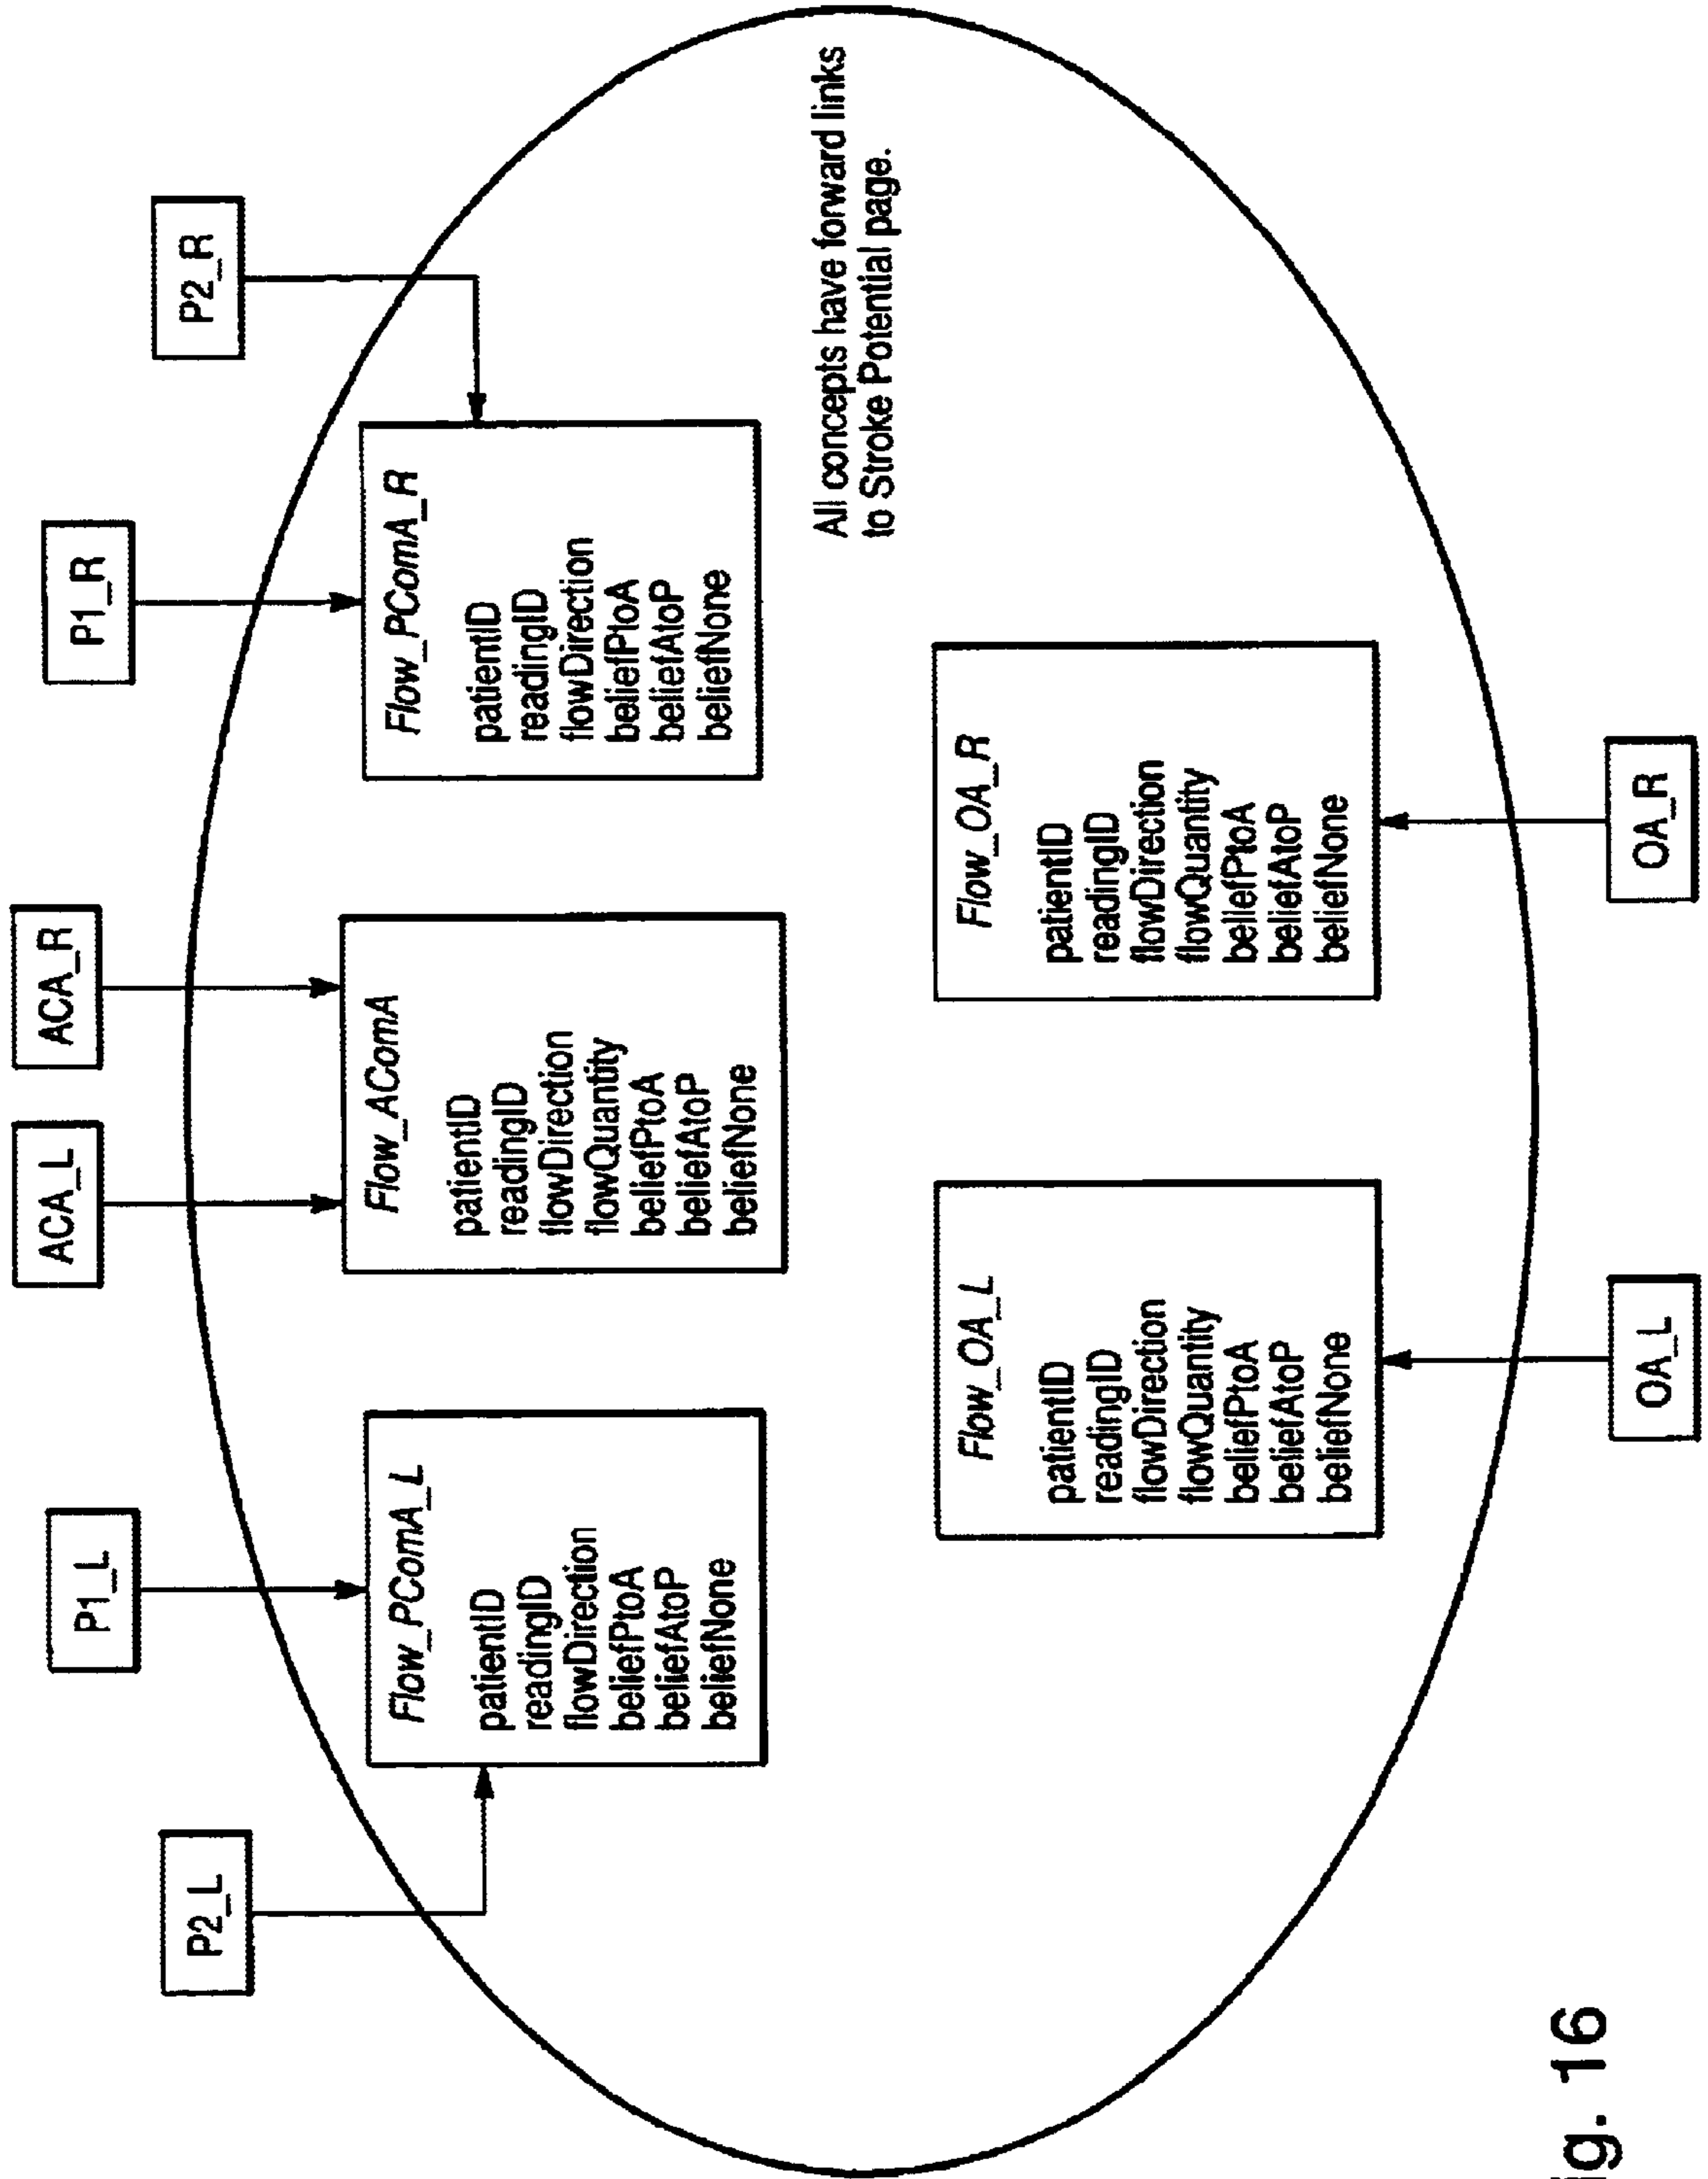 P2_L
P1_L
ACA_L
ACA_R
P1_R
P2_R
Flow_PComA_L
patientID
readingID
flowDirection
beliefPtoA
beliefAtoP
beliefNone
Flow_AComA
patientID
readingID
flowDirection
flowQuantity
beliefPtoA
beliefAtoP
beliefNone
Flow_PComA_R
patientID
readingID
flowDirection
beliefPtoA
beliefAtoP
beliefNone
All concepts have forward links
to Stroke Potential page.
Flow_OA_L
patientID
readingID
flowDirection
flowQuantity
beliefPtoA
beliefAtoP
beliefNone
Flow_OA_R
patientID
readingID
flowDirection
flowQuantity
beliefPtoA
beliefAtoP
beliefNone
OA_L
OA_R
ig. 16